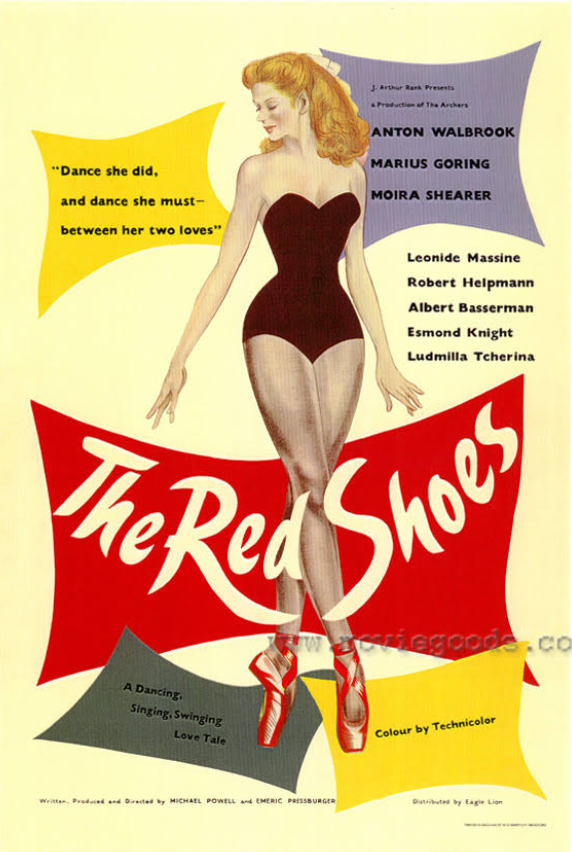 J. Arthur Rank Presents
a Production of The Archers
ANTON WALBROOK
MARIUS GORING
MOIRA SHEARER
"Dance she did,
and dance she must—
between her two loves"
Leonide Massine
Robert Helpmann
Albert Basserman
Esmond Knight
Ludmilla Tcherina
The Red Shoes
www.moviegoods.co
A Dancing,
Singing, Swinging
Love Tale
Colour by Technicolor
Written, Produced and Directed by MICHAEL POWELL and EMERIC PRESSBURGER
Distributed by Eagle Lion